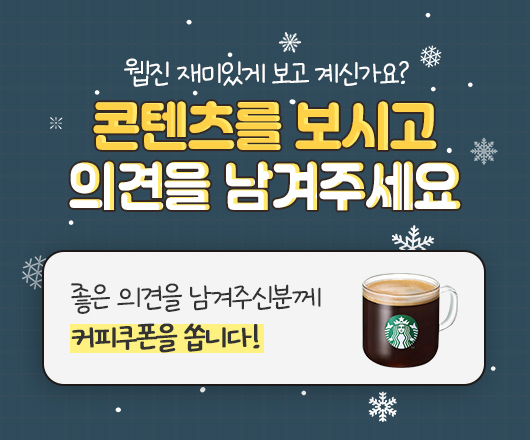 웹진 재미있게 보고 계신가요?
콘텐츠를 보시고
의견을 남겨주세요
좋은 의견을 남겨주신분께
커피쿠폰을 쏩니다!